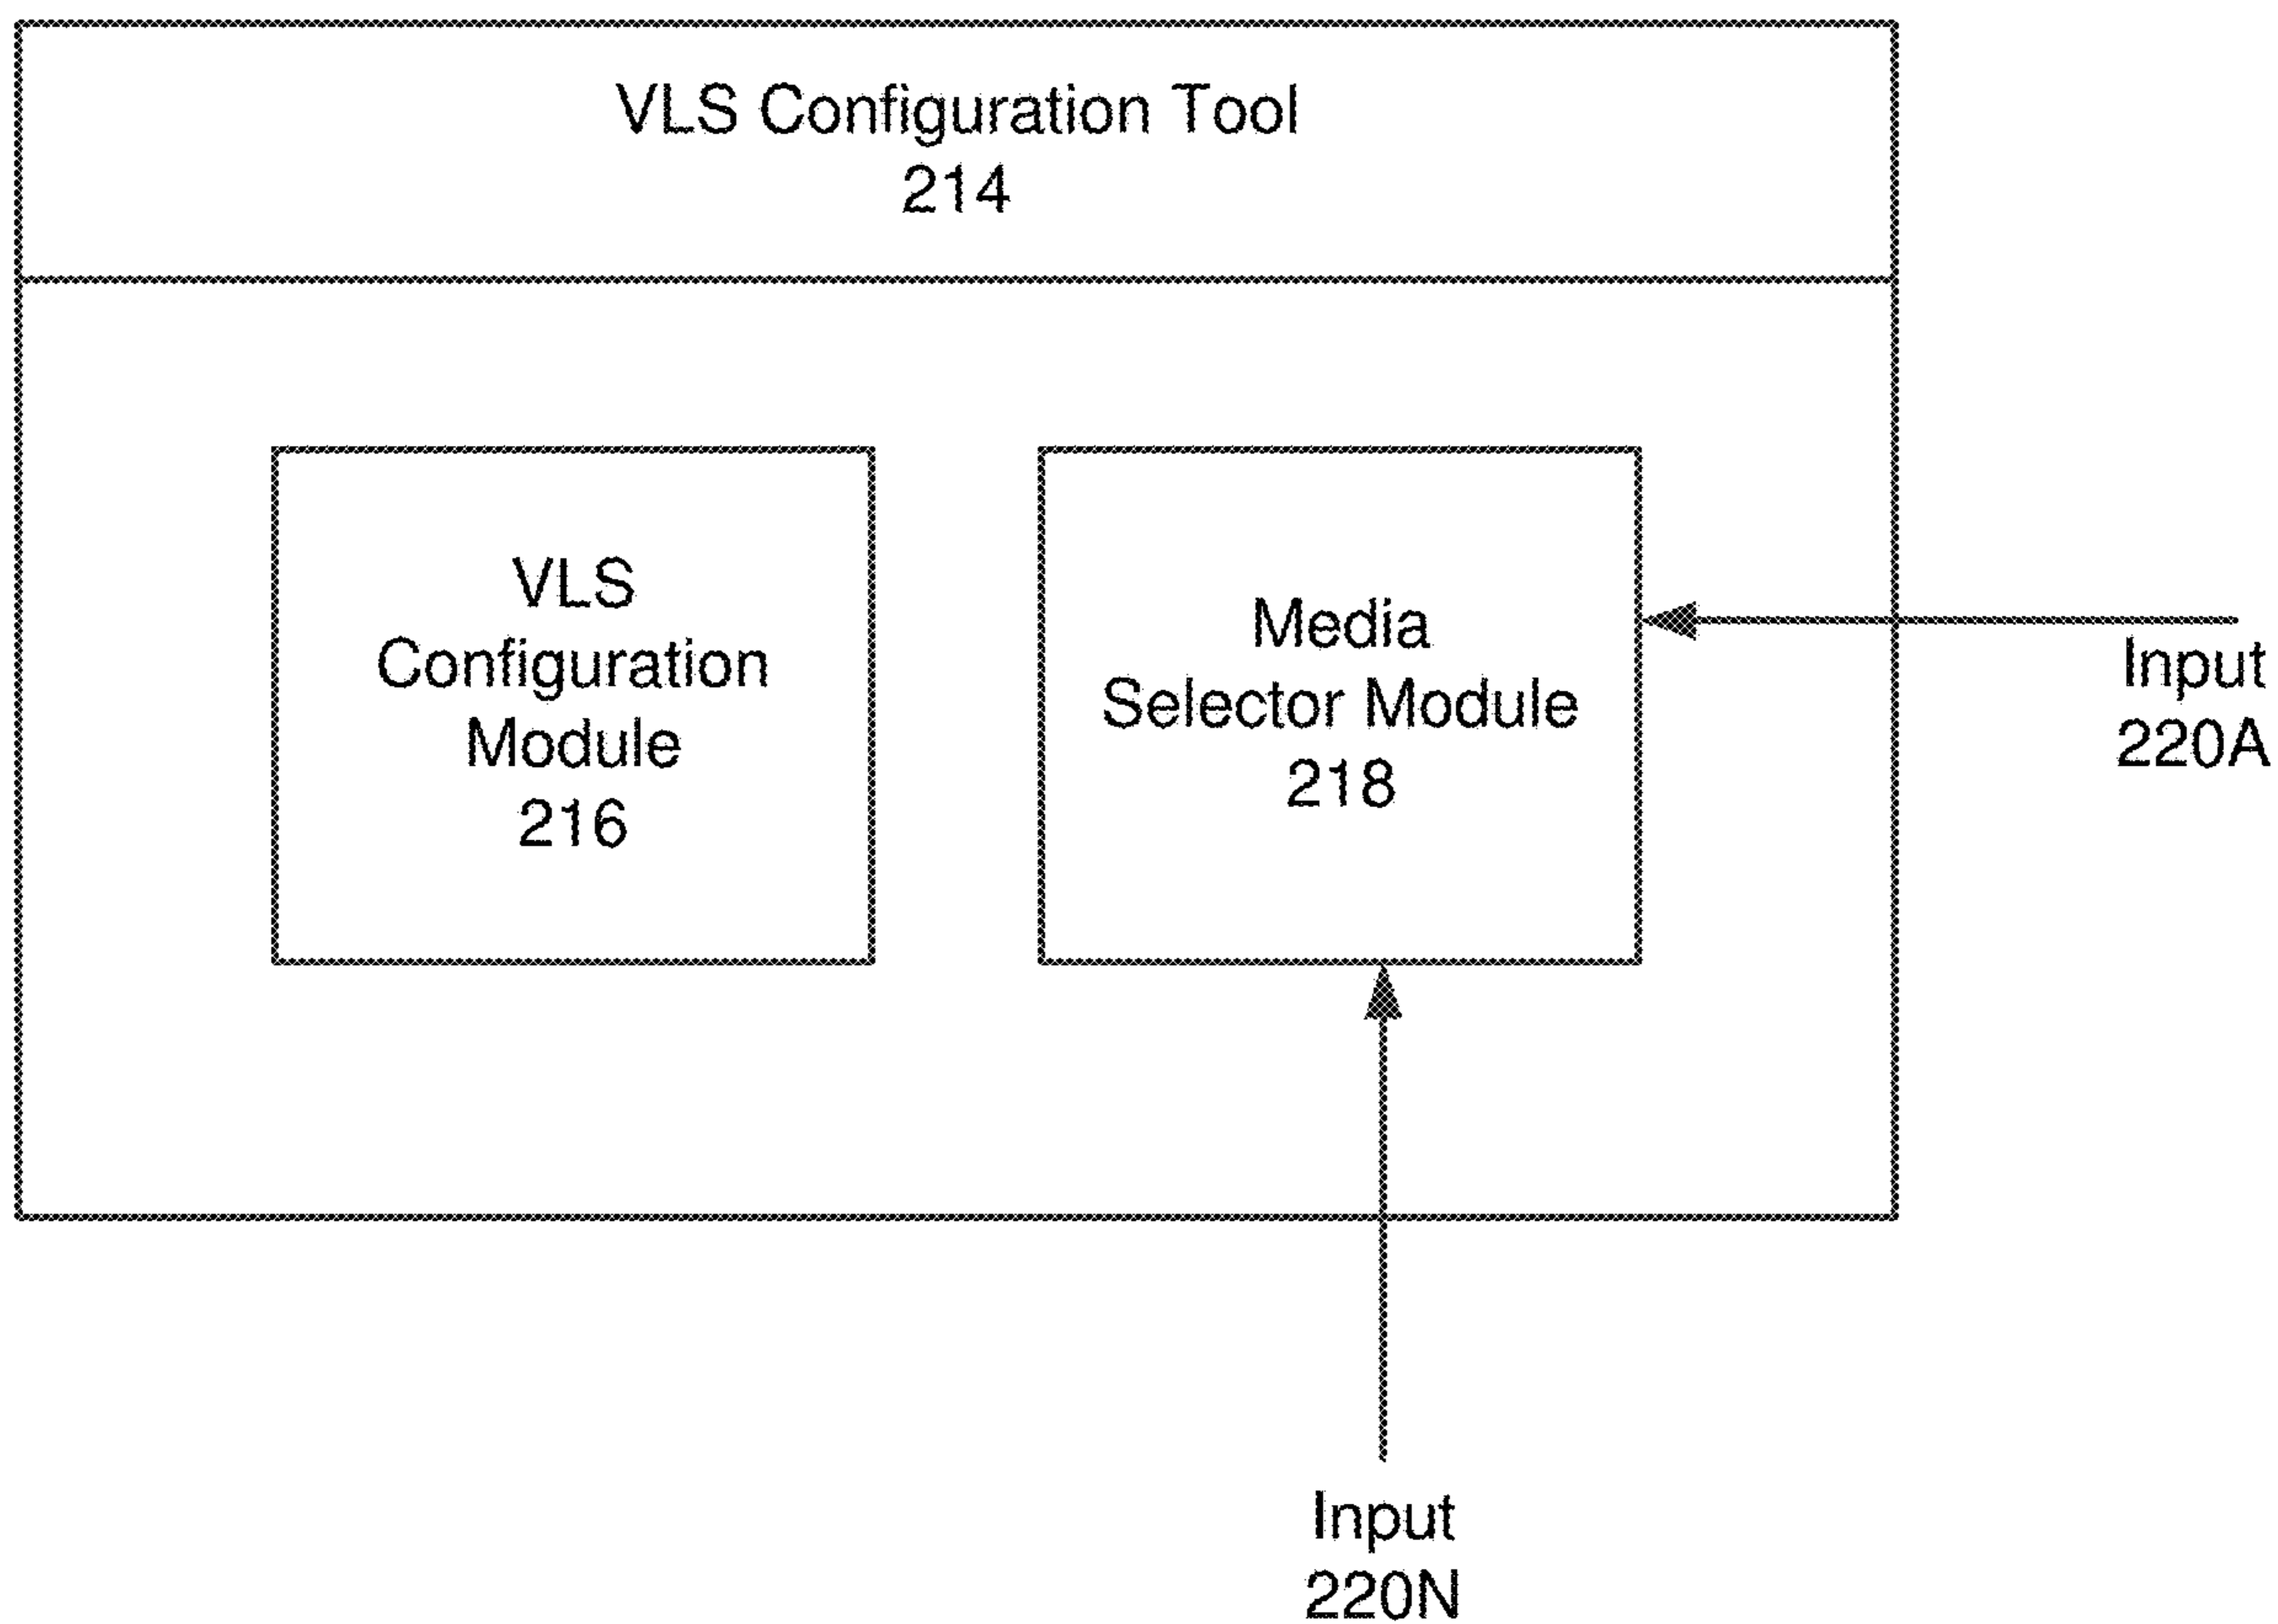 VLS Configuration Tool
214
VLS
Configuration
Module
216
Media
Selector Module
218
Input
220A
Input
220N